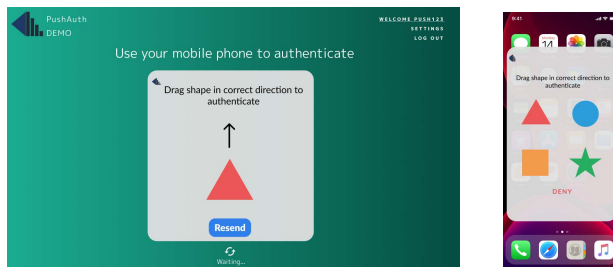 PushAuth
DEMO
WELCOME PUSH123
SETTINGS
LOG OUT
Use your mobile phone to authenticate
Drag shape in correct direction to
authenticate
Resend
Waiting...
9:41
14
Drag shape in correct direction to
authenticate
DENY